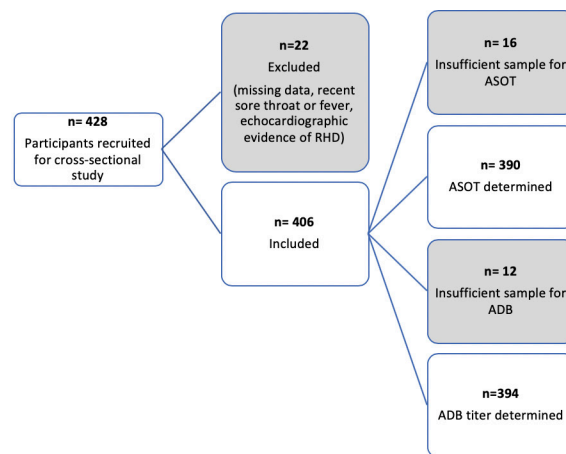 n= 428
Participants recruited
for cross-sectional
study
n=22
Excluded
(missing data, recent
sore throat or fever,
echocardiographic
evidence of RHD)
n= 406
Included
n= 16
Insufficient sample for
ASOT
n= 390
ASOT determined
n= 12
Insufficient sample for
ADB
n=394
ADB titer determined